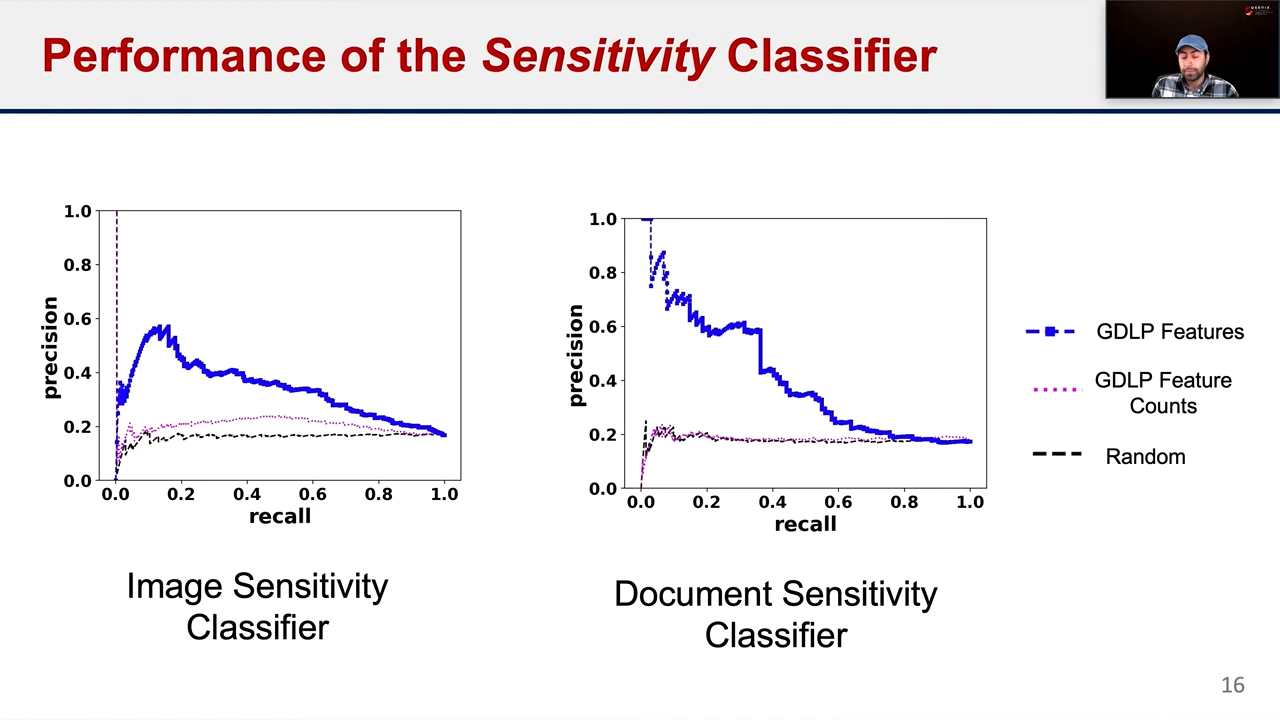 Performance of the Sensitivity Classifier
usenix
1.0
0.8
0.6
0.4
0.2
0.0
precision
0.0 0.2 0.4 0.6 0.8 1.0
recall
Image Sensitivity
Classifier
1.0
0.8
0.6
0.4
0.2
0.0
precision
0.0 0.2 0.4 0.6 0.8 1.0
recall
Document Sensitivity
Classifier
GDLP Features
GDLP Feature
Counts
Random
16